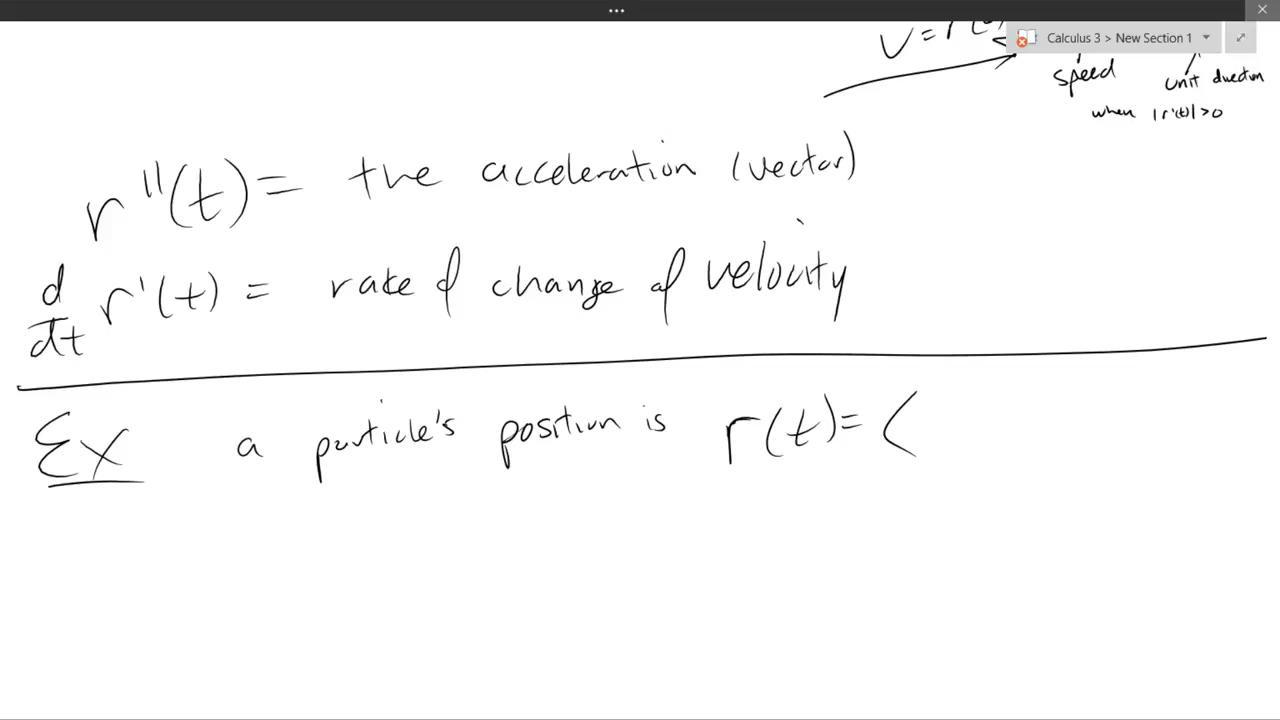 Calculus 3 > New Section 1
speed unit direction
when |r'(t)|>0
r''(t)= the acceleration (vector)
d/dt r'(t) = rate of change of velocity
Ex a particle's position is r(t)= <